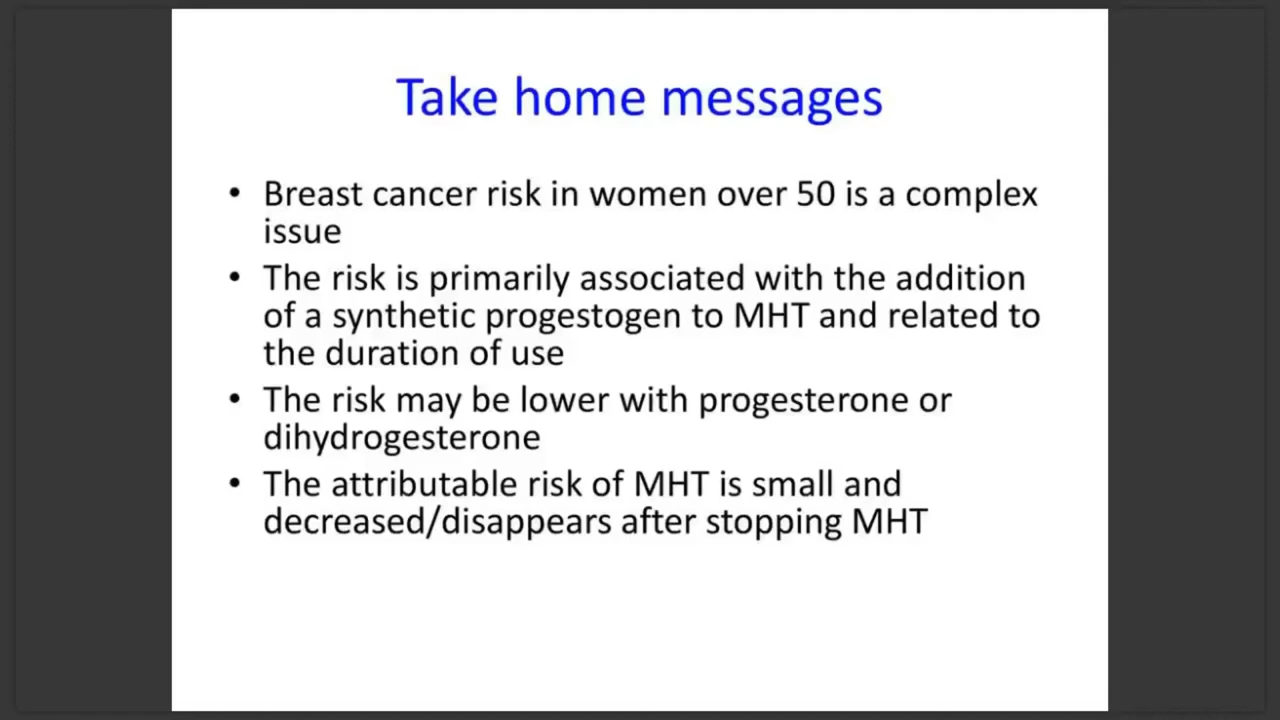 Take home messages
• Breast cancer risk in women over 50 is a complex
issue
• The risk is primarily associated with the addition
of a synthetic progestogen to MHT and related to
the duration of use
• The risk may be lower with progesterone or
dihydrogesterone
• The attributable risk of MHT is small and
decreased/disappears after stopping MHT